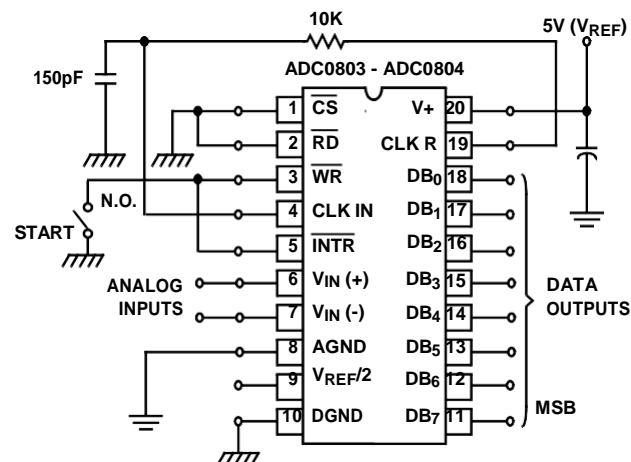 10K
5V (VREF)
150pF
ADC0803 - ADC0804
1 CS V+ 20
2 RD CLK R 19
3 WR DB0 18
N.O.
4 CLK IN DB1 17
START
5 INTR DB2 16
ANALOG INPUTS
6 VIN (+) DB3 15
DATA OUTPUTS
7 VIN (-) DB4 14
8 AGND DB5 13
9 VREF/2 DB6 12
MSB
10 DGND DB7 11